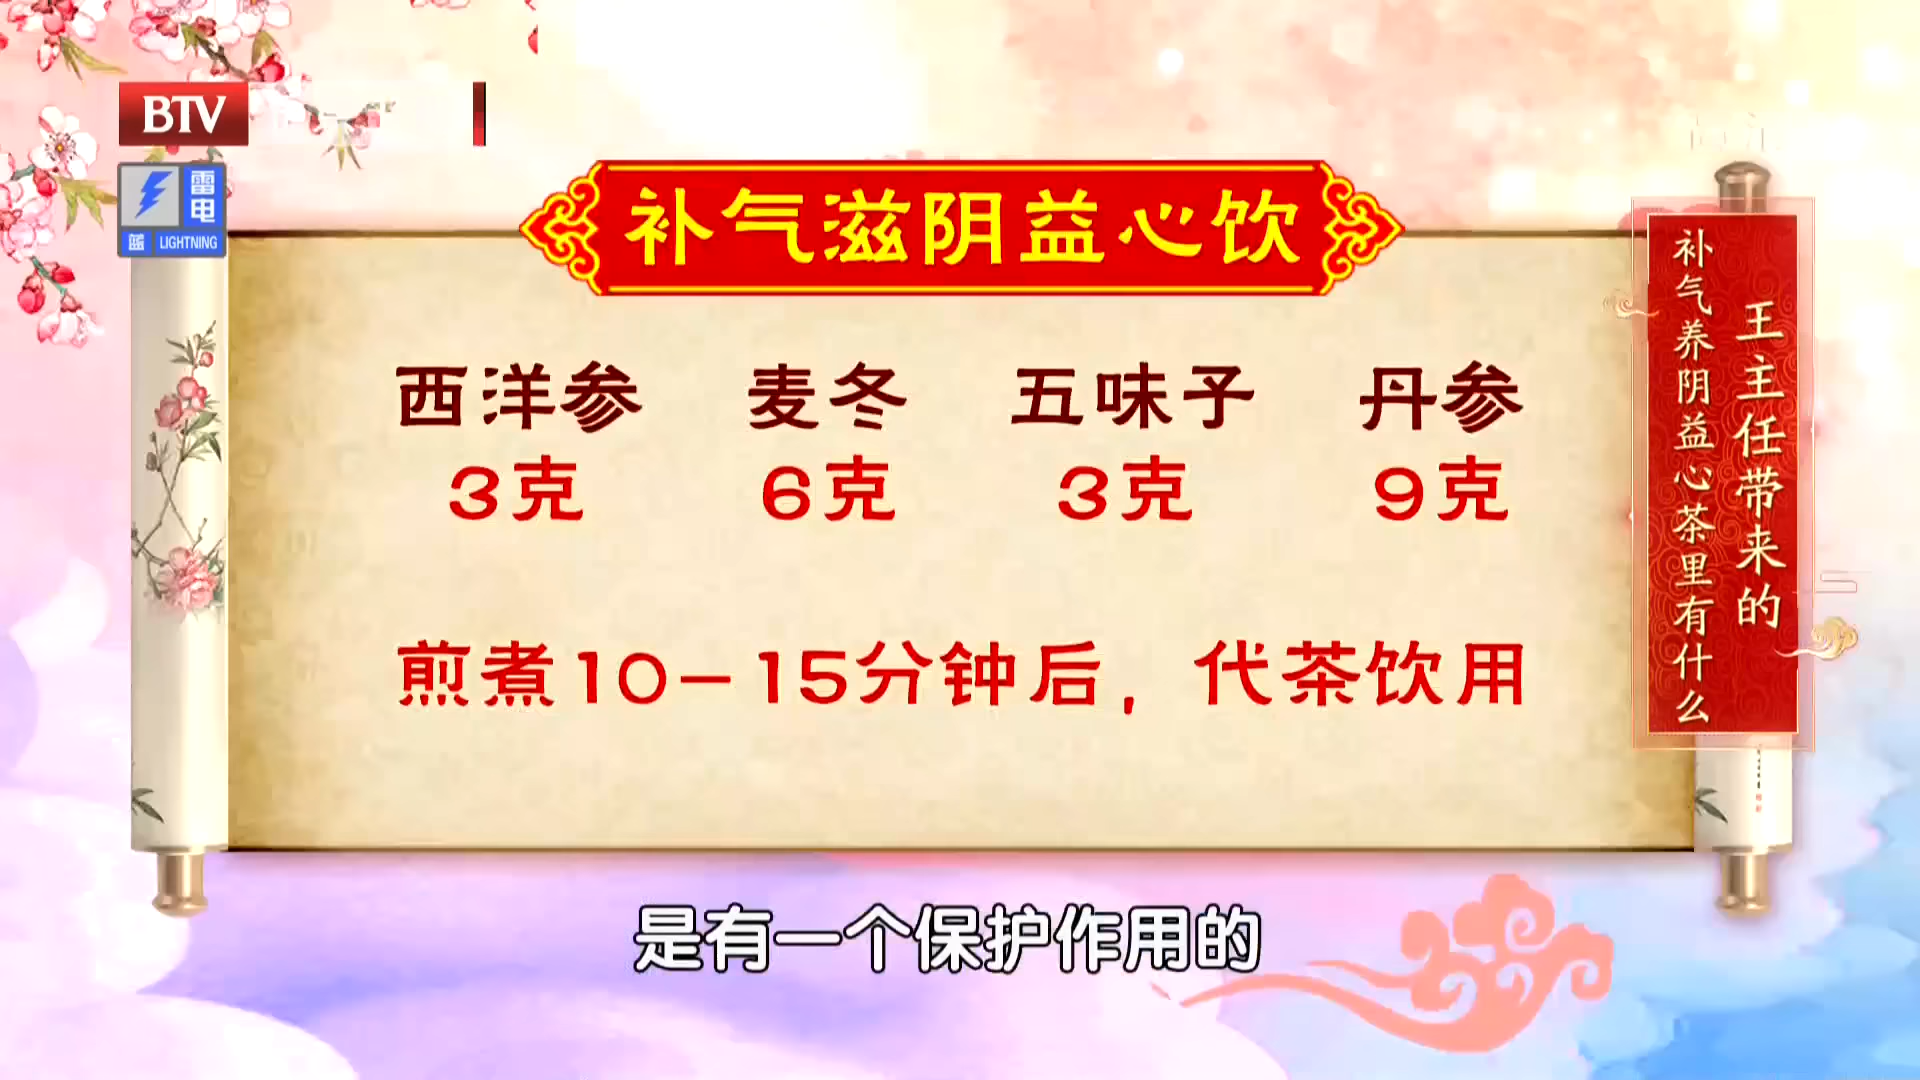 BTV
雷电
蓝 LIGHTNING
补气滋阴益心饮
西洋参 麦冬 五味子 丹参
3克 6克 3克 9克
煎煮10-15分钟后，代茶饮用
王主任带来的
补气养阴益心茶里有什么
是有一个保护作用的